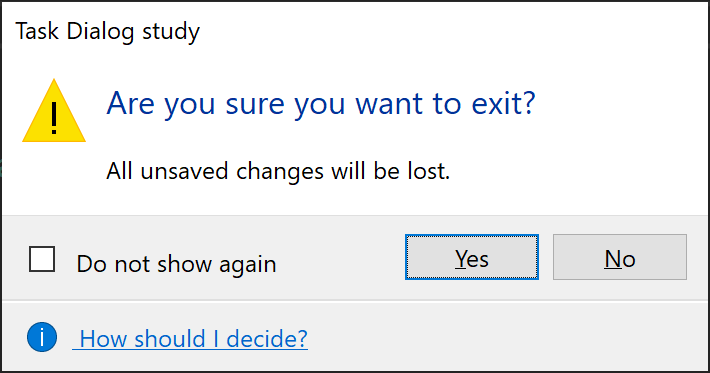 Task Dialog study
Are you sure you want to exit?
All unsaved changes will be lost.
Do not show again
Yes
No
How should I decide?